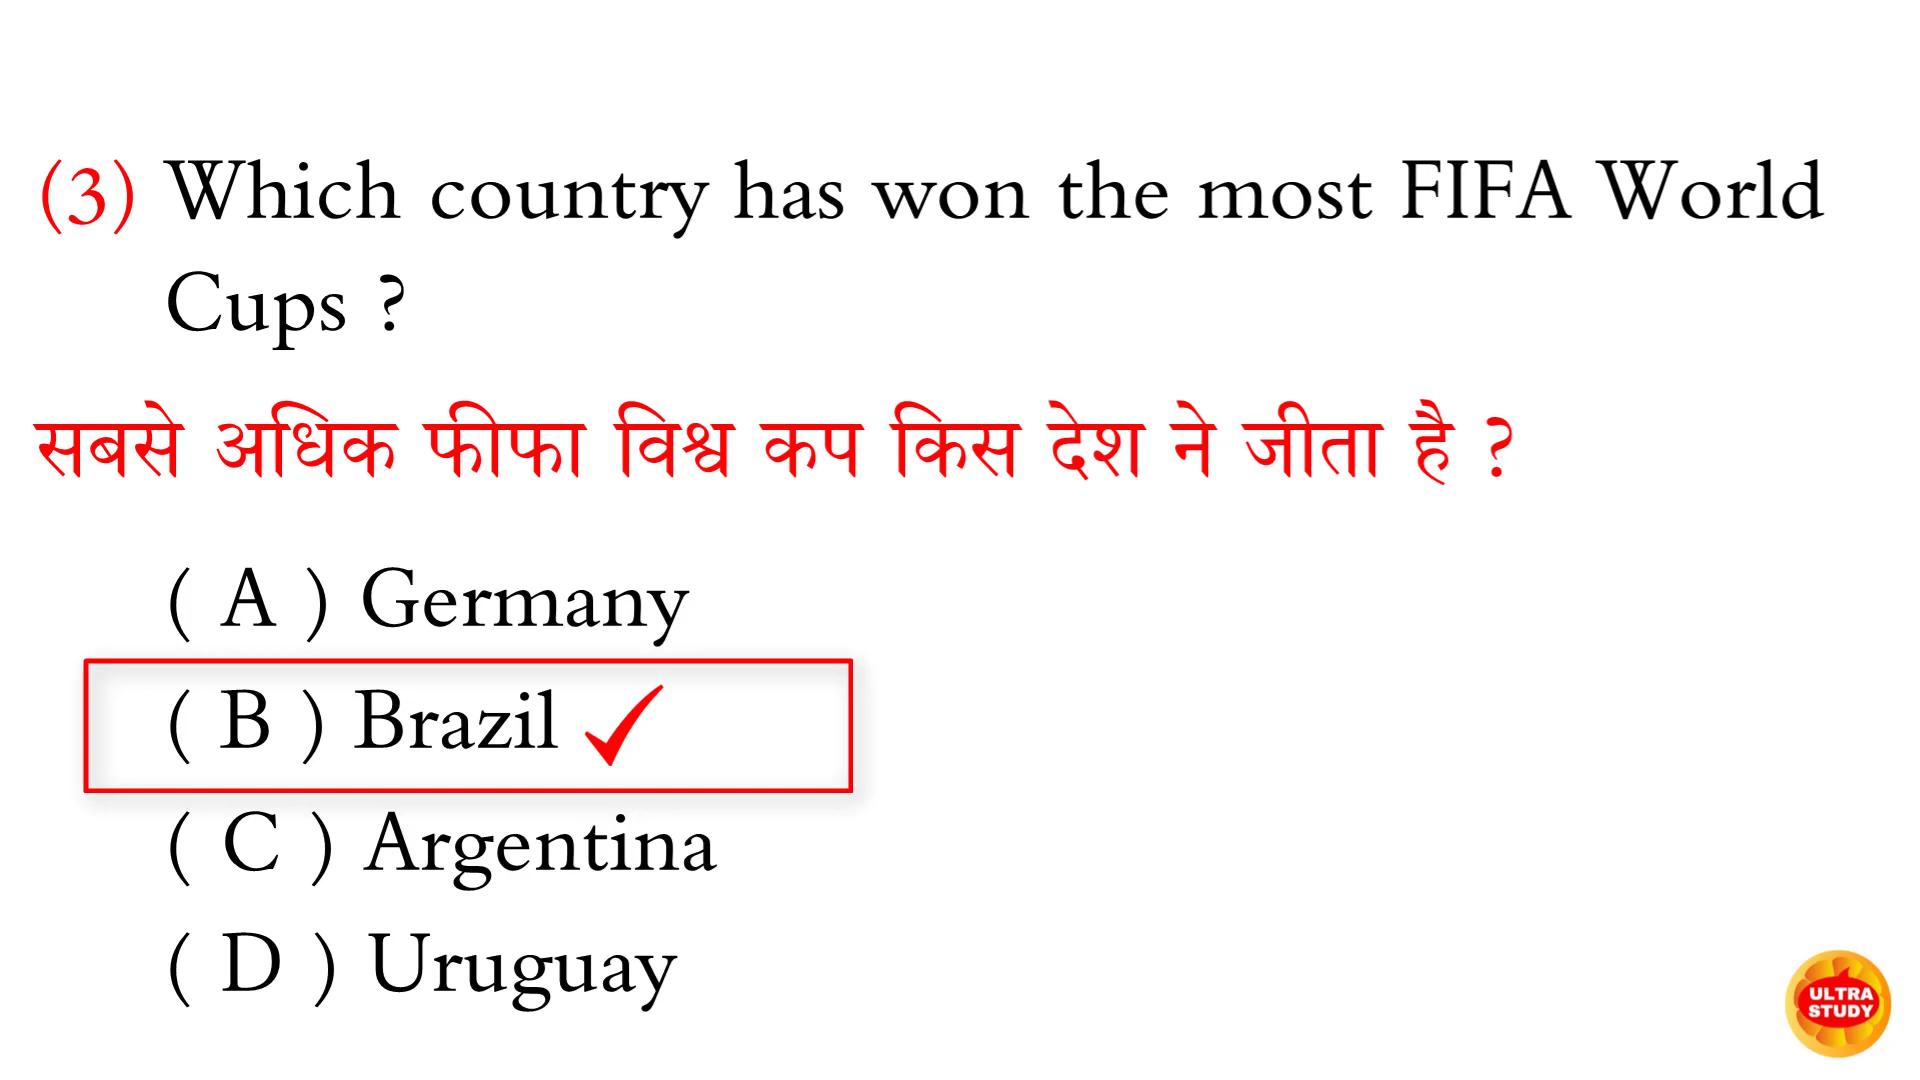 (3) Which country has won the most FIFA World
Cups ?
सबसे अधिक फीफा विश्व कप किस देश ने जीता है ?
( A ) Germany
( B ) Brazil ✓
( C ) Argentina
( D ) Uruguay
ULTRA
STUDY